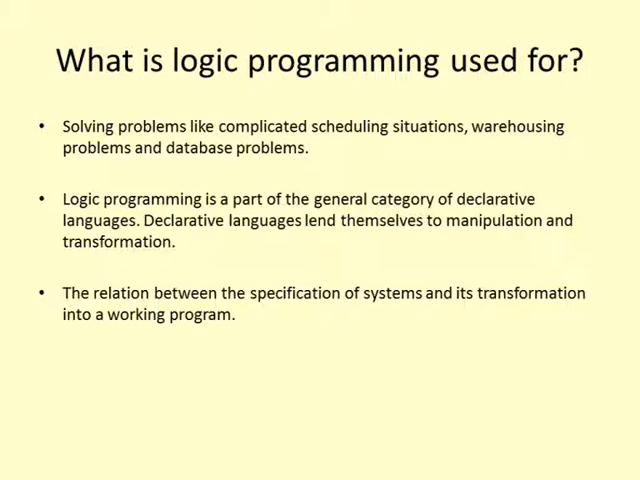 What is logic programming used for?
• Solving problems like complicated scheduling situations, warehousing
problems and database problems.
• Logic programming is a part of the general category of declarative
languages. Declarative languages lend themselves to manipulation and
transformation.
• The relation between the specification of systems and its transformation
into a working program.